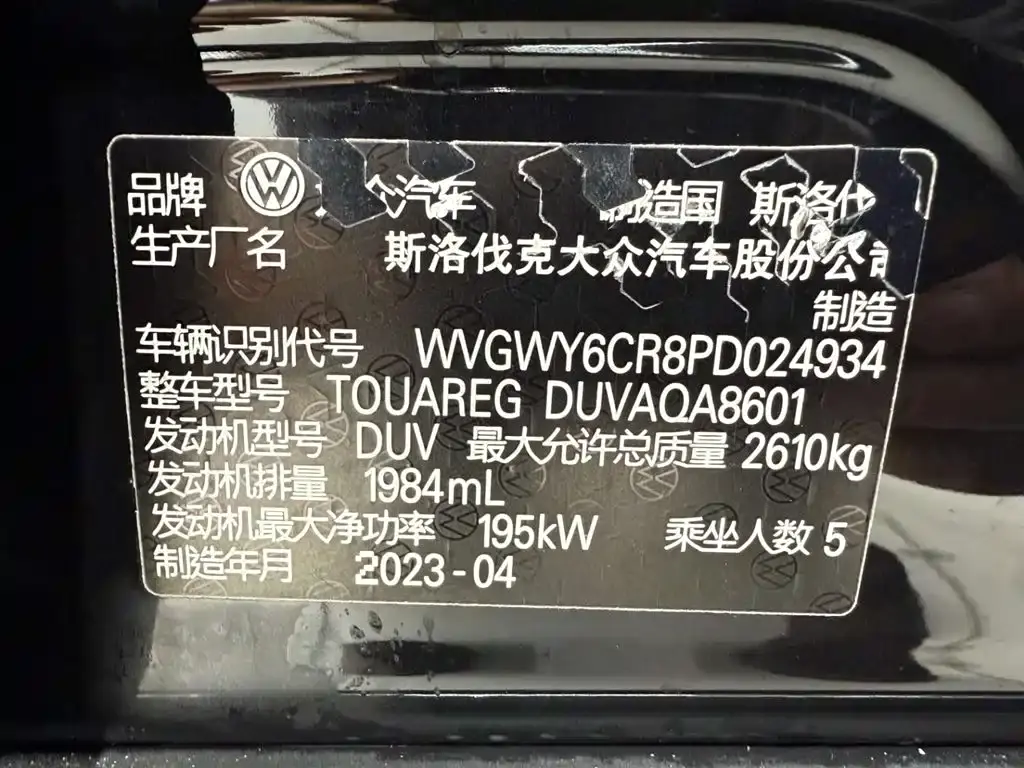 品牌 汽车 制造国 斯洛伐
生产厂名 斯洛伐克大众汽车股份公司
制造
车辆识别代号 WVGWY6CR8PD024934
整车型号 TOUAREG DUVAQA8601
发动机型号 DUV 最大允许总质量 2610kg
发动机排量 1984mL
发动机最大净功率 195kW 乘坐人数 5
制造年月 2023-04